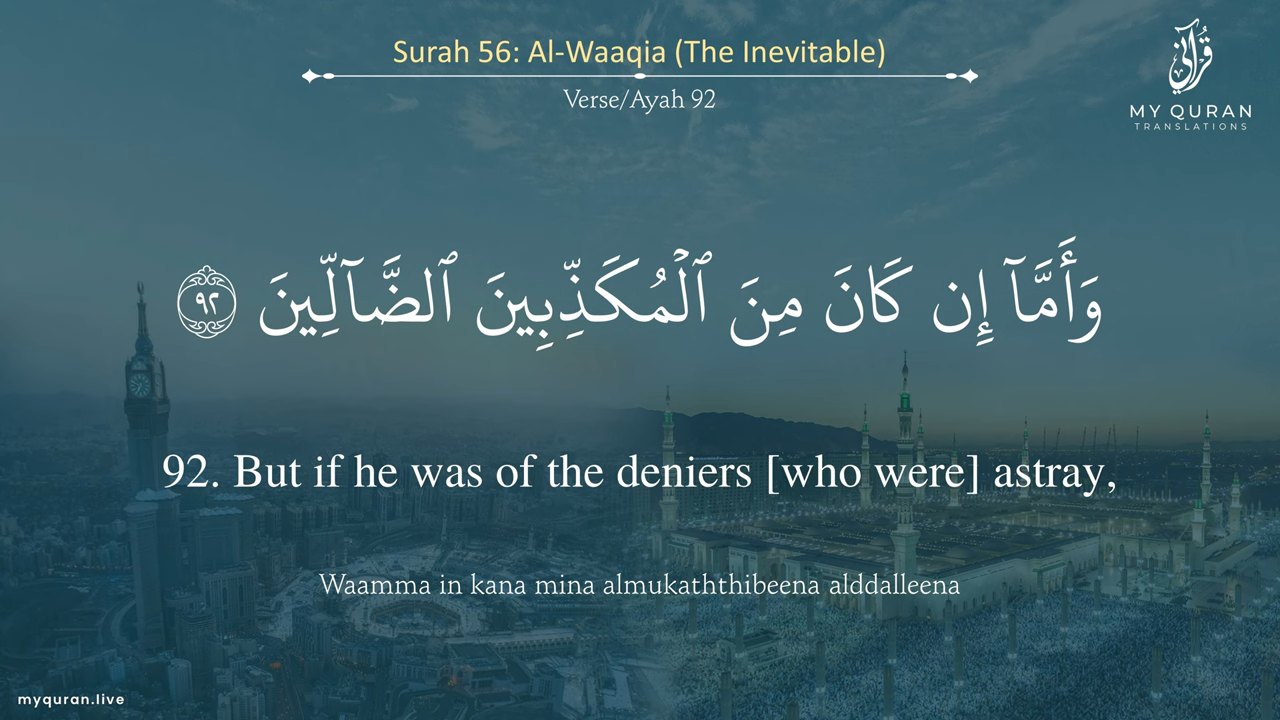 Surah 56: Al-Waaqia (The Inevitable)
Verse/Ayah 92
قرآني
MY QURAN
TRANSLATIONS
وَأَمَّآ إِن كَانَ مِنَ ٱلْمُكَذِّبِينَ ٱلضَّآلِّينَ ٩٢
92. But if he was of the deniers [who were] astray,
Waamma in kana mina almukaththibeena alddalleena
myquran.live